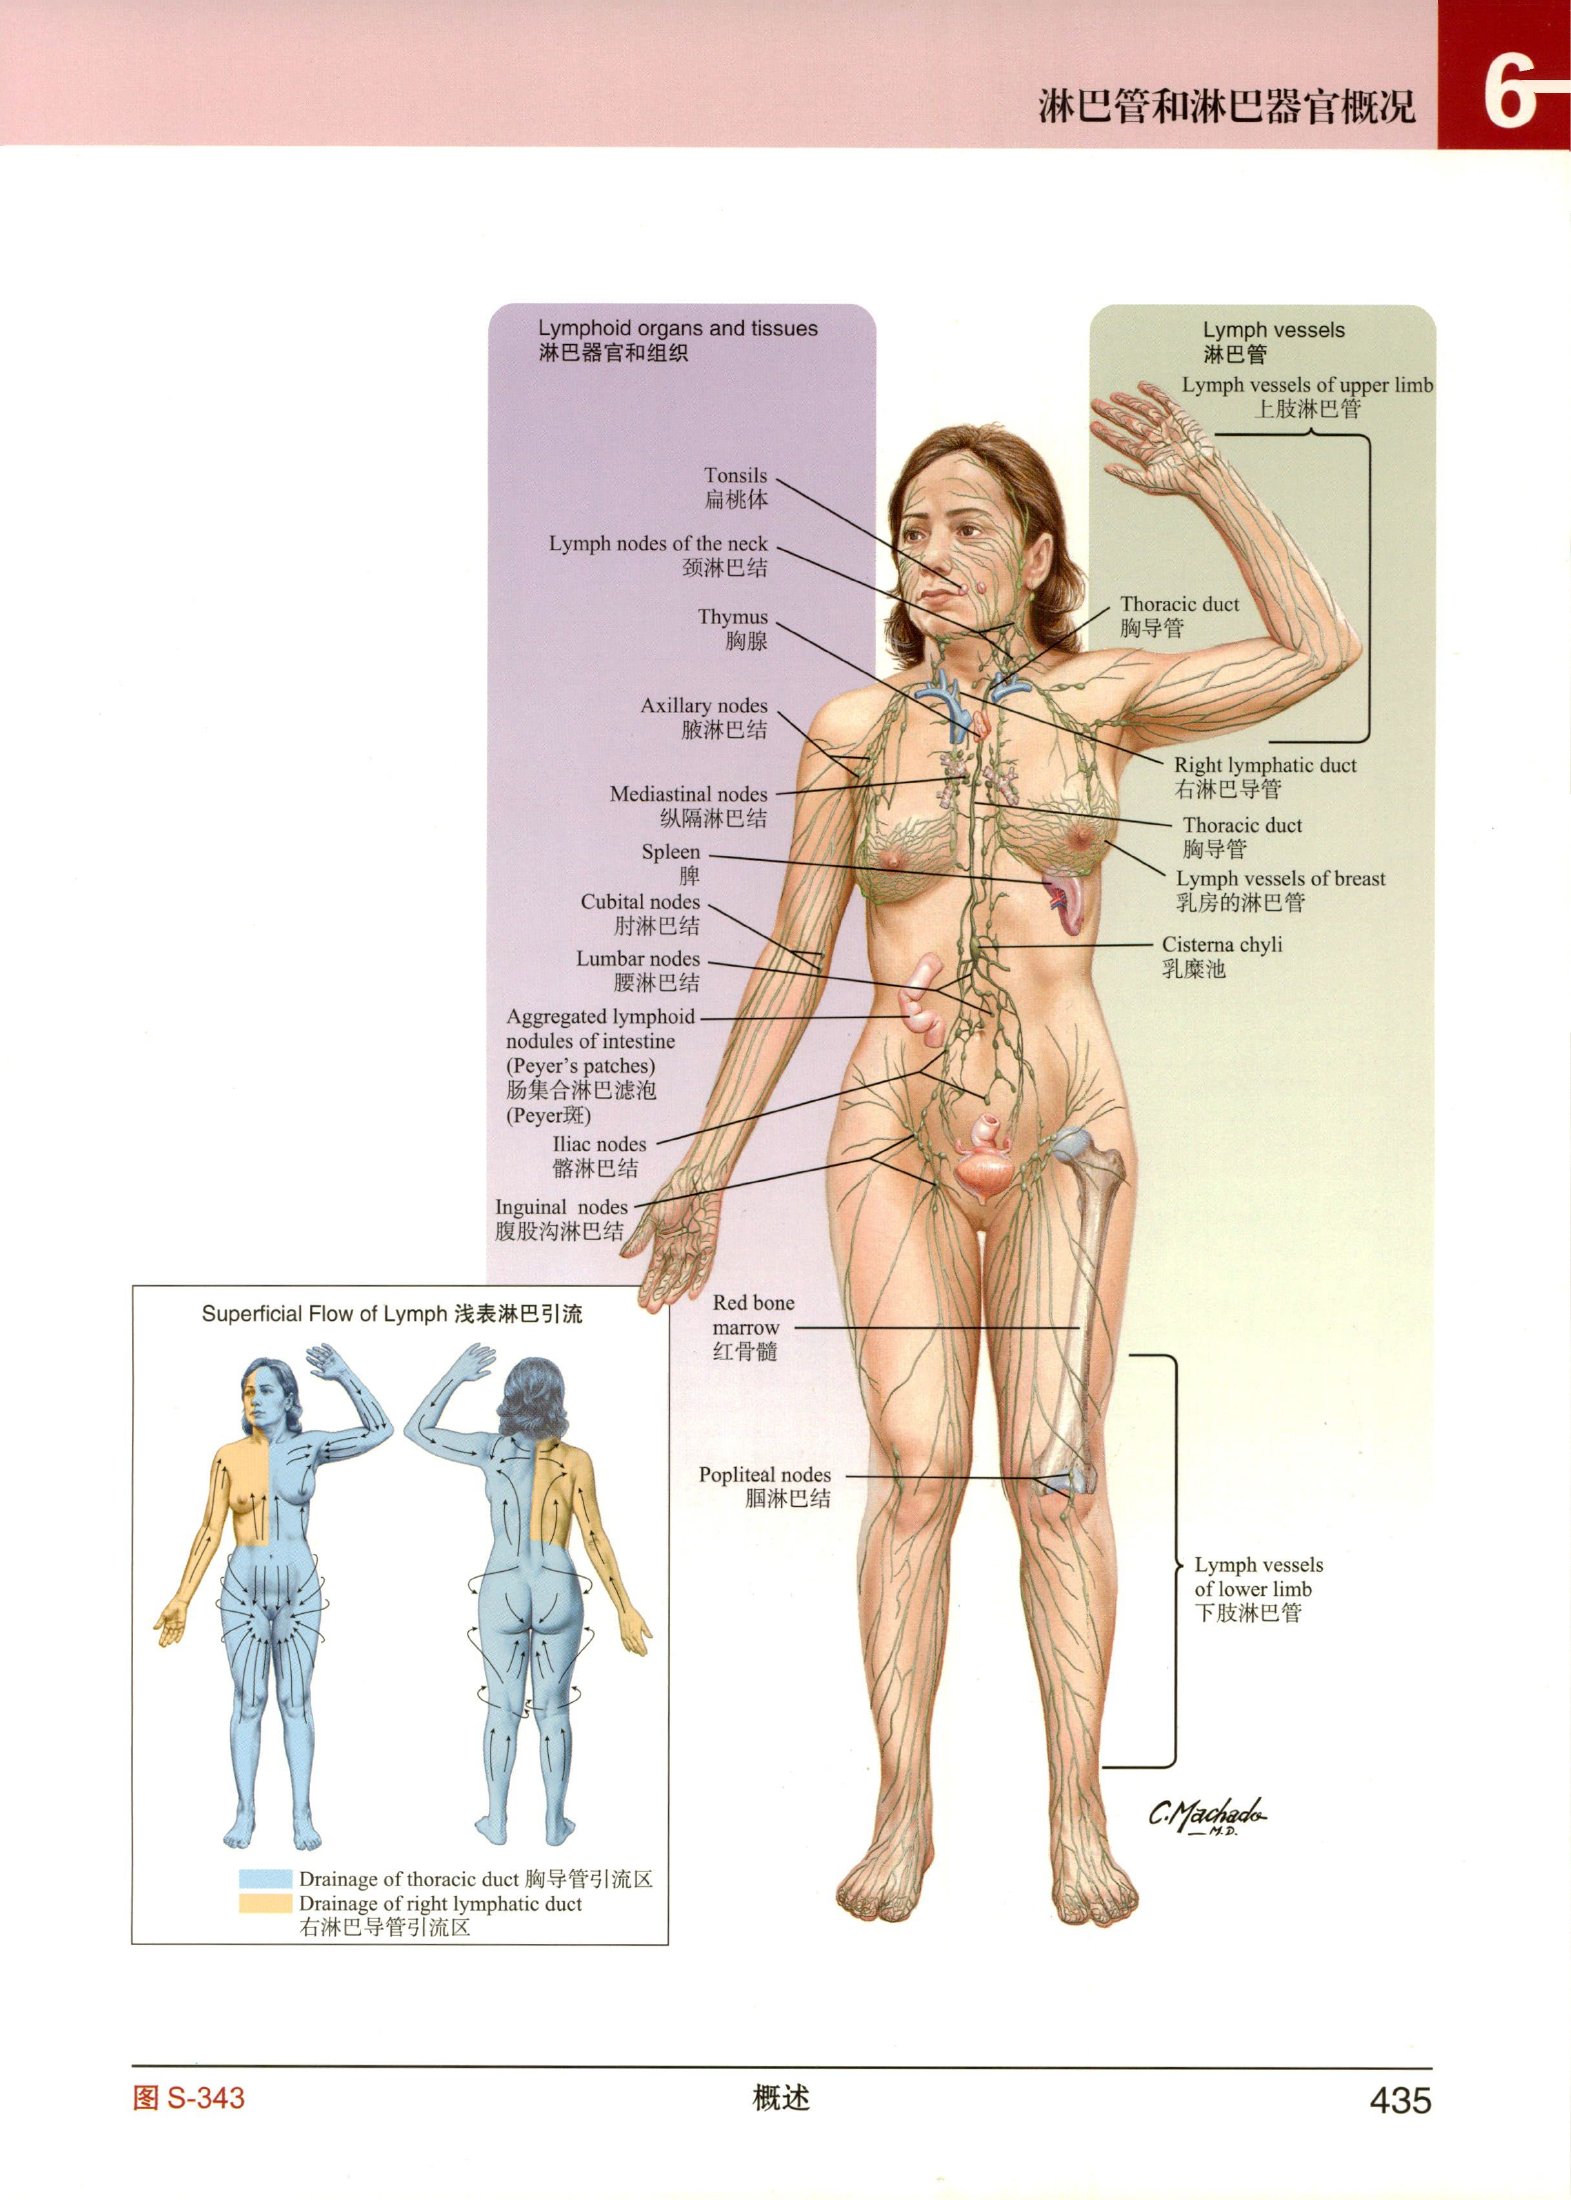 淋巴管和淋巴器官概况
6
Lymphoid organs and tissues
淋巴器官和组织
Tonsils
扁桃体
Lymph nodes of the neck
颈淋巴结
Thymus
胸腺
Axillary nodes
腋淋巴结
Mediastinal nodes
纵隔淋巴结
Spleen
脾
Cubital nodes
肘淋巴结
Lumbar nodes
腰淋巴结
Aggregated lymphoid
nodules of intestine
(Peyer's patches)
肠集合淋巴滤泡
(Peyer斑)
Iliac nodes
髂淋巴结
Inguinal nodes
腹股沟淋巴结
Red bone
marrow
红骨髓
Popliteal nodes
腘淋巴结
Lymph vessels
淋巴管
Lymph vessels of upper limb
上肢淋巴管
Thoracic duct
胸导管
Right lymphatic duct
右淋巴导管
Thoracic duct
胸导管
Lymph vessels of breast
乳房的淋巴管
Cisterna chyli
乳糜池
Lymph vessels
of lower limb
下肢淋巴管
C.Machado
M.D.
Superficial Flow of Lymph 浅表淋巴引流
Drainage of thoracic duct 胸导管引流区
Drainage of right lymphatic duct
右淋巴导管引流区
图 S-343
概述
435